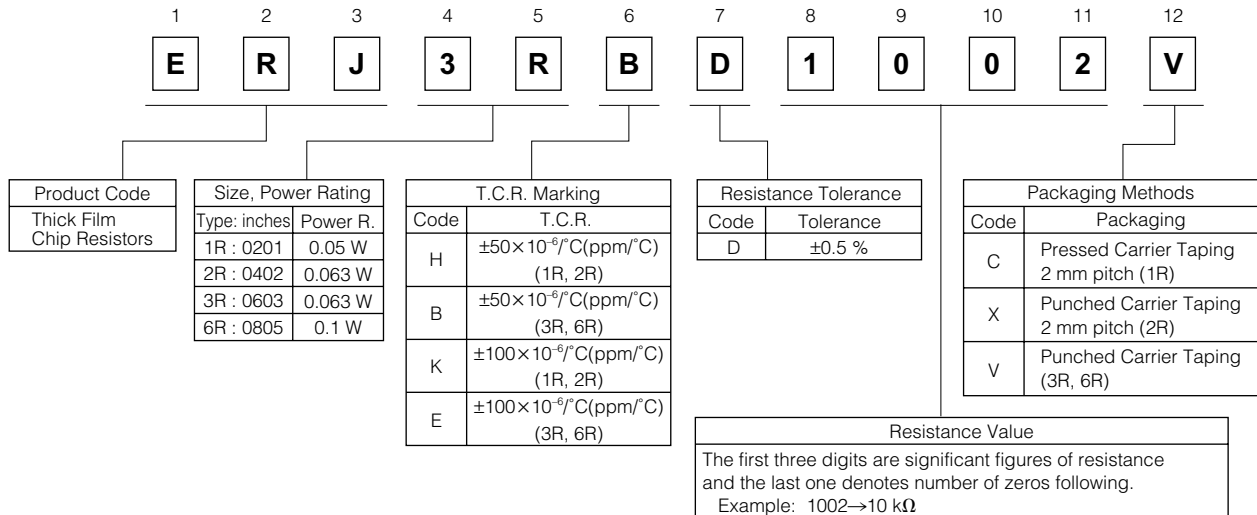 1 2 3 4 5 6 7 8 9 10 11 12
E R J 3 R B D 1 0 0 2 V
Product Code
Thick Film
Chip Resistors
Size, Power Rating
Type: inches Power R.
1R : 0201 0.05 W
2R : 0402 0.063 W
3R : 0603 0.063 W
6R : 0805 0.1 W
T.C.R. Marking
Code T.C.R.
H ±50×10⁻⁶/˚C(ppm/˚C)
(1R, 2R)
B ±50×10⁻⁶/˚C(ppm/˚C)
(3R, 6R)
K ±100×10⁻⁶/˚C(ppm/˚C)
(1R, 2R)
E ±100×10⁻⁶/˚C(ppm/˚C)
(3R, 6R)
Resistance Tolerance
Code Tolerance
D ±0.5 %
Packaging Methods
Code Packaging
C Pressed Carrier Taping
2 mm pitch (1R)
X Punched Carrier Taping
2 mm pitch (2R)
V Punched Carrier Taping
(3R, 6R)
Resistance Value
The first three digits are significant figures of resistance
and the last one denotes number of zeros following.
Example: 1002→10 kΩ